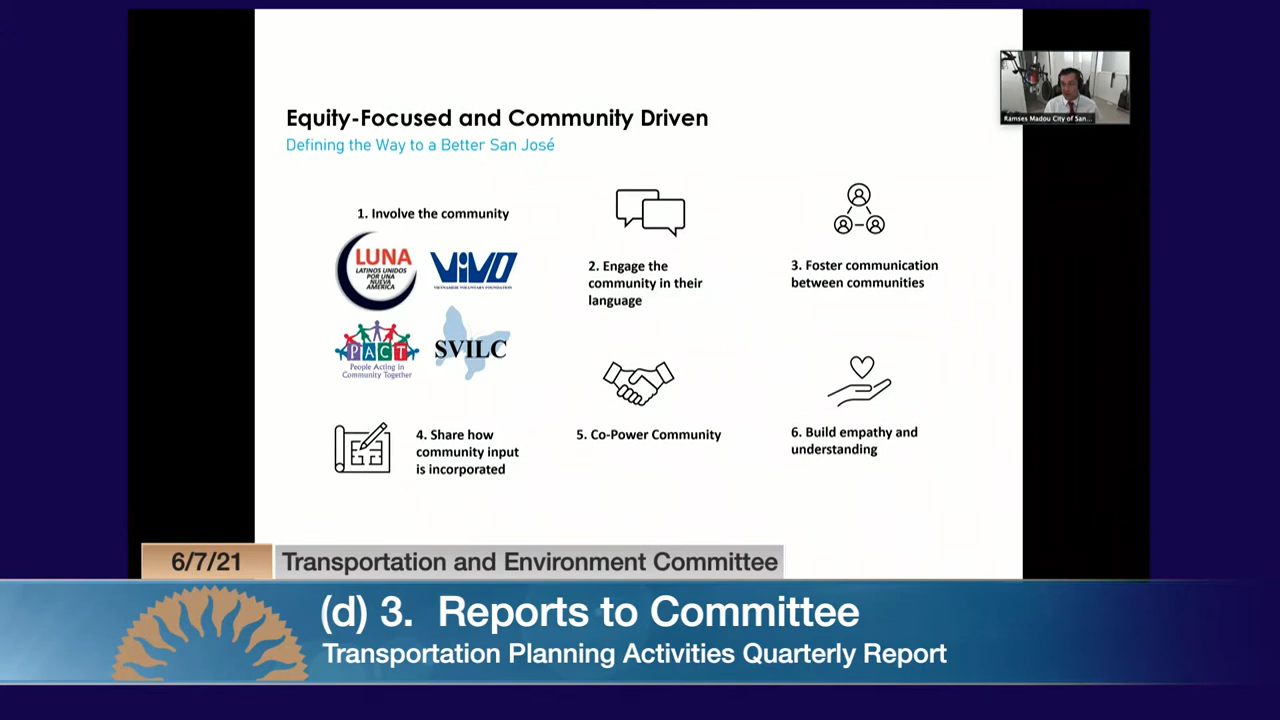 Equity-Focused and Community Driven
Defining the Way to a Better San José
Ramses Madou City of San...
1. Involve the community
LUNA
LATINOS UNIDOS
POR UNA
NUEVA
AMERICA
ViVO
VIETNAMESE VOLUNTARY FOUNDATION
PACT
People Acting in
Community Together
SVILC
2. Engage the
community in their
language
3. Foster communication
between communities
4. Share how
community input
is incorporated
5. Co-Power Community
6. Build empathy and
understanding
6/7/21
Transportation and Environment Committee
(d) 3. Reports to Committee
Transportation Planning Activities Quarterly Report